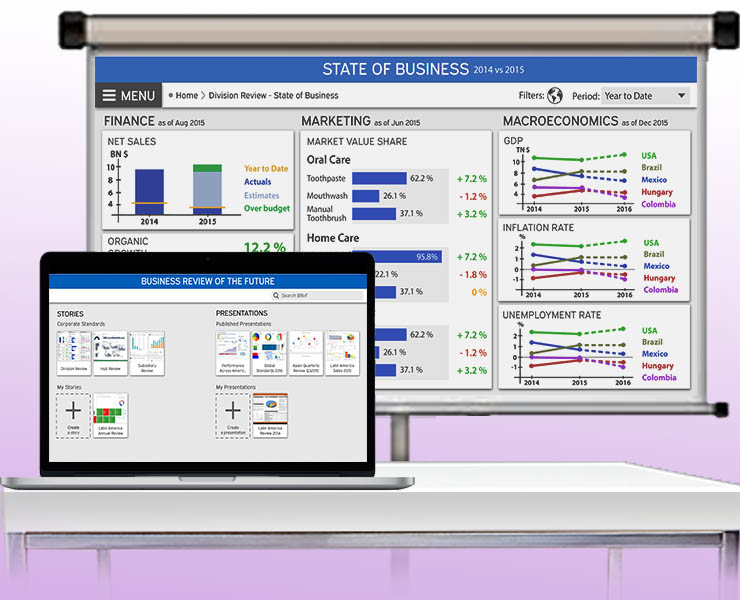 STATE OF BUSINESS 2014 vs 2015
MENU
Home > Division Review - State of Business
Filters:
Period: Year to Date
FINANCE as of Aug 2015
NET SALES
BN $
10
8
6
4
2014
2015
Year to Date
Actuals
Estimates
Over budget
ORGANIC
12.2 %
MARKETING as of Jun 2015
MARKET VALUE SHARE
Oral Care
Toothpaste 62.2 % + 7.2 %
Mouthwash 26.1 % - 1.2 %
Manual
Toothbrush 37.1 % + 3.2 %
Home Care
95.8% + 7.2 %
22.1 % - 1.8 %
37.1 % 0 %
62.2 % + 7.2 %
26.1 % - 1.2 %
37.1 % + 3.2 %
MACROECONOMICS as of Dec 2015
GDP
TN $
10
8
6
4
2014 2015 2016
USA
Brazil
Mexico
Hungary
Colombia
INFLATION RATE
%
2
1
0
-1
2014 2015 2016
USA
Brazil
Mexico
Hungary
Colombia
UNEMPLOYMENT RATE
%
2
1
0
-1
2014 2015 2016
USA
Brazil
Mexico
Hungary
Colombia
BUSINESS REVIEW OF THE FUTURE
Search BRoF
STORIES
Corporate Standards
Division Review
HuB Review
Subsidiary
Review
My Stories
Create
a story
Latin America
Annual Review
PRESENTATIONS
Published Presentations
Performance
Across Americ..
Global
Standards 2016
Asian Quarterly
Review Q32015
Latin America
Sales 2015
My Presentations
Create
a presentation
Latin America
Review 2014